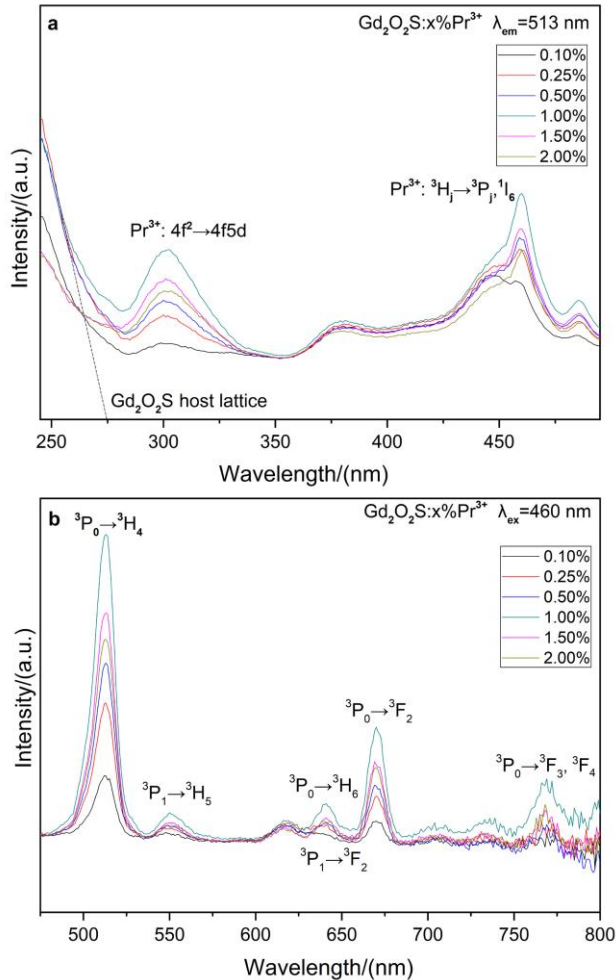 a
Gd₂O₂S:x%Pr³⁺ λₑₘ=513 nm
0.10%
0.25%
0.50%
1.00%
1.50%
2.00%
Pr³⁺: ³Hⱼ→³Pⱼ,¹I₆
Pr³⁺: 4f²→4f5d
Gd₂O₂S host lattice
Intensity/(a.u.)
250 300 350 400 450
Wavelength/(nm)
b
Gd₂O₂S:x%Pr³⁺ λₑₓ=460 nm
³P₀→³H₄
0.10%
0.25%
0.50%
1.00%
1.50%
2.00%
³P₀→³F₂
³P₁→³H₅
³P₀→³H₆
³P₀→³F₃, ³F₄
³P₁→³F₂
Intensity/(a.u.)
500 550 600 650 700 750 800
Wavelength/(nm)